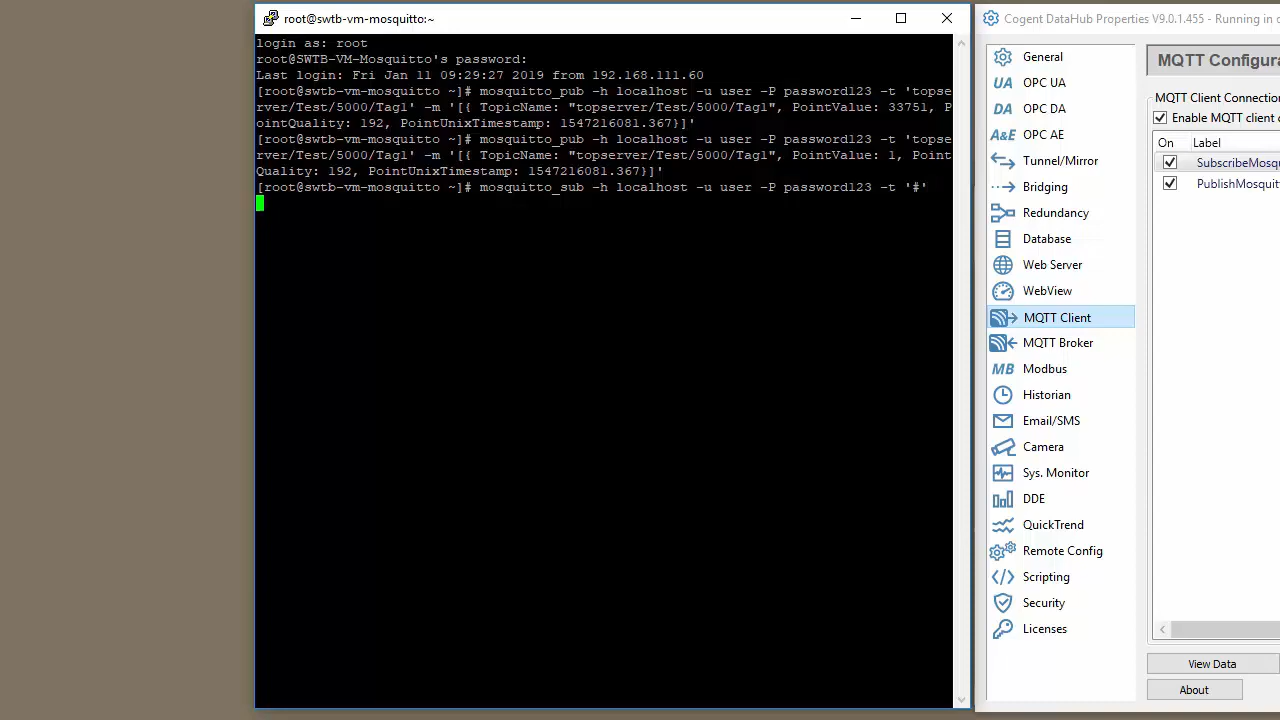 root@swtb-vm-mosquitto:~
login as: root
root@SWTB-VM-Mosquitto's password:
Last login: Fri Jan 11 09:29:27 2019 from 192.168.111.60
[root@swtb-vm-mosquitto ~]# mosquitto_pub -h localhost -u user -P password123 -t 'topse
rver/Test/5000/Tag1' -m '[{ TopicName: "topserver/Test/5000/Tag1", PointValue: 33751, P
ointQuality: 192, PointUnixTimestamp: 1547216081.367}]'
[root@swtb-vm-mosquitto ~]# mosquitto_pub -h localhost -u user -P password123 -t 'topse
rver/Test/5000/Tag1' -m '[{ TopicName: "topserver/Test/5000/Tag1", PointValue: 1, Point
Quality: 192, PointUnixTimestamp: 1547216081.367}]'
[root@swtb-vm-mosquitto ~]# mosquitto_sub -h localhost -u user -P password123 -t '#'
Cogent DataHub Properties V9.0.1.455 - Running in
General
UA OPC UA
DA OPC DA
A&E OPC AE
Tunnel/Mirror
Bridging
Redundancy
Database
Web Server
WebView
MQTT Client
MQTT Broker
MB Modbus
Historian
Email/SMS
Camera
Sys. Monitor
DDE
QuickTrend
Remote Config
Scripting
Security
Licenses
MQTT Configura
MQTT Client Connection
Enable MQTT client
On Label
SubscribeMosqu
PublishMosquit
View Data
About